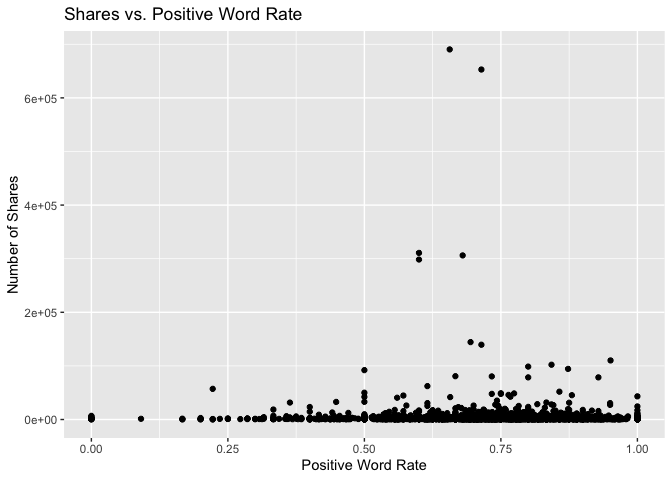 Shares vs. Positive Word Rate
6e+05
4e+05
2e+05
0e+00
Number of Shares
0.00 0.25 0.50 0.75 1.00
Positive Word Rate